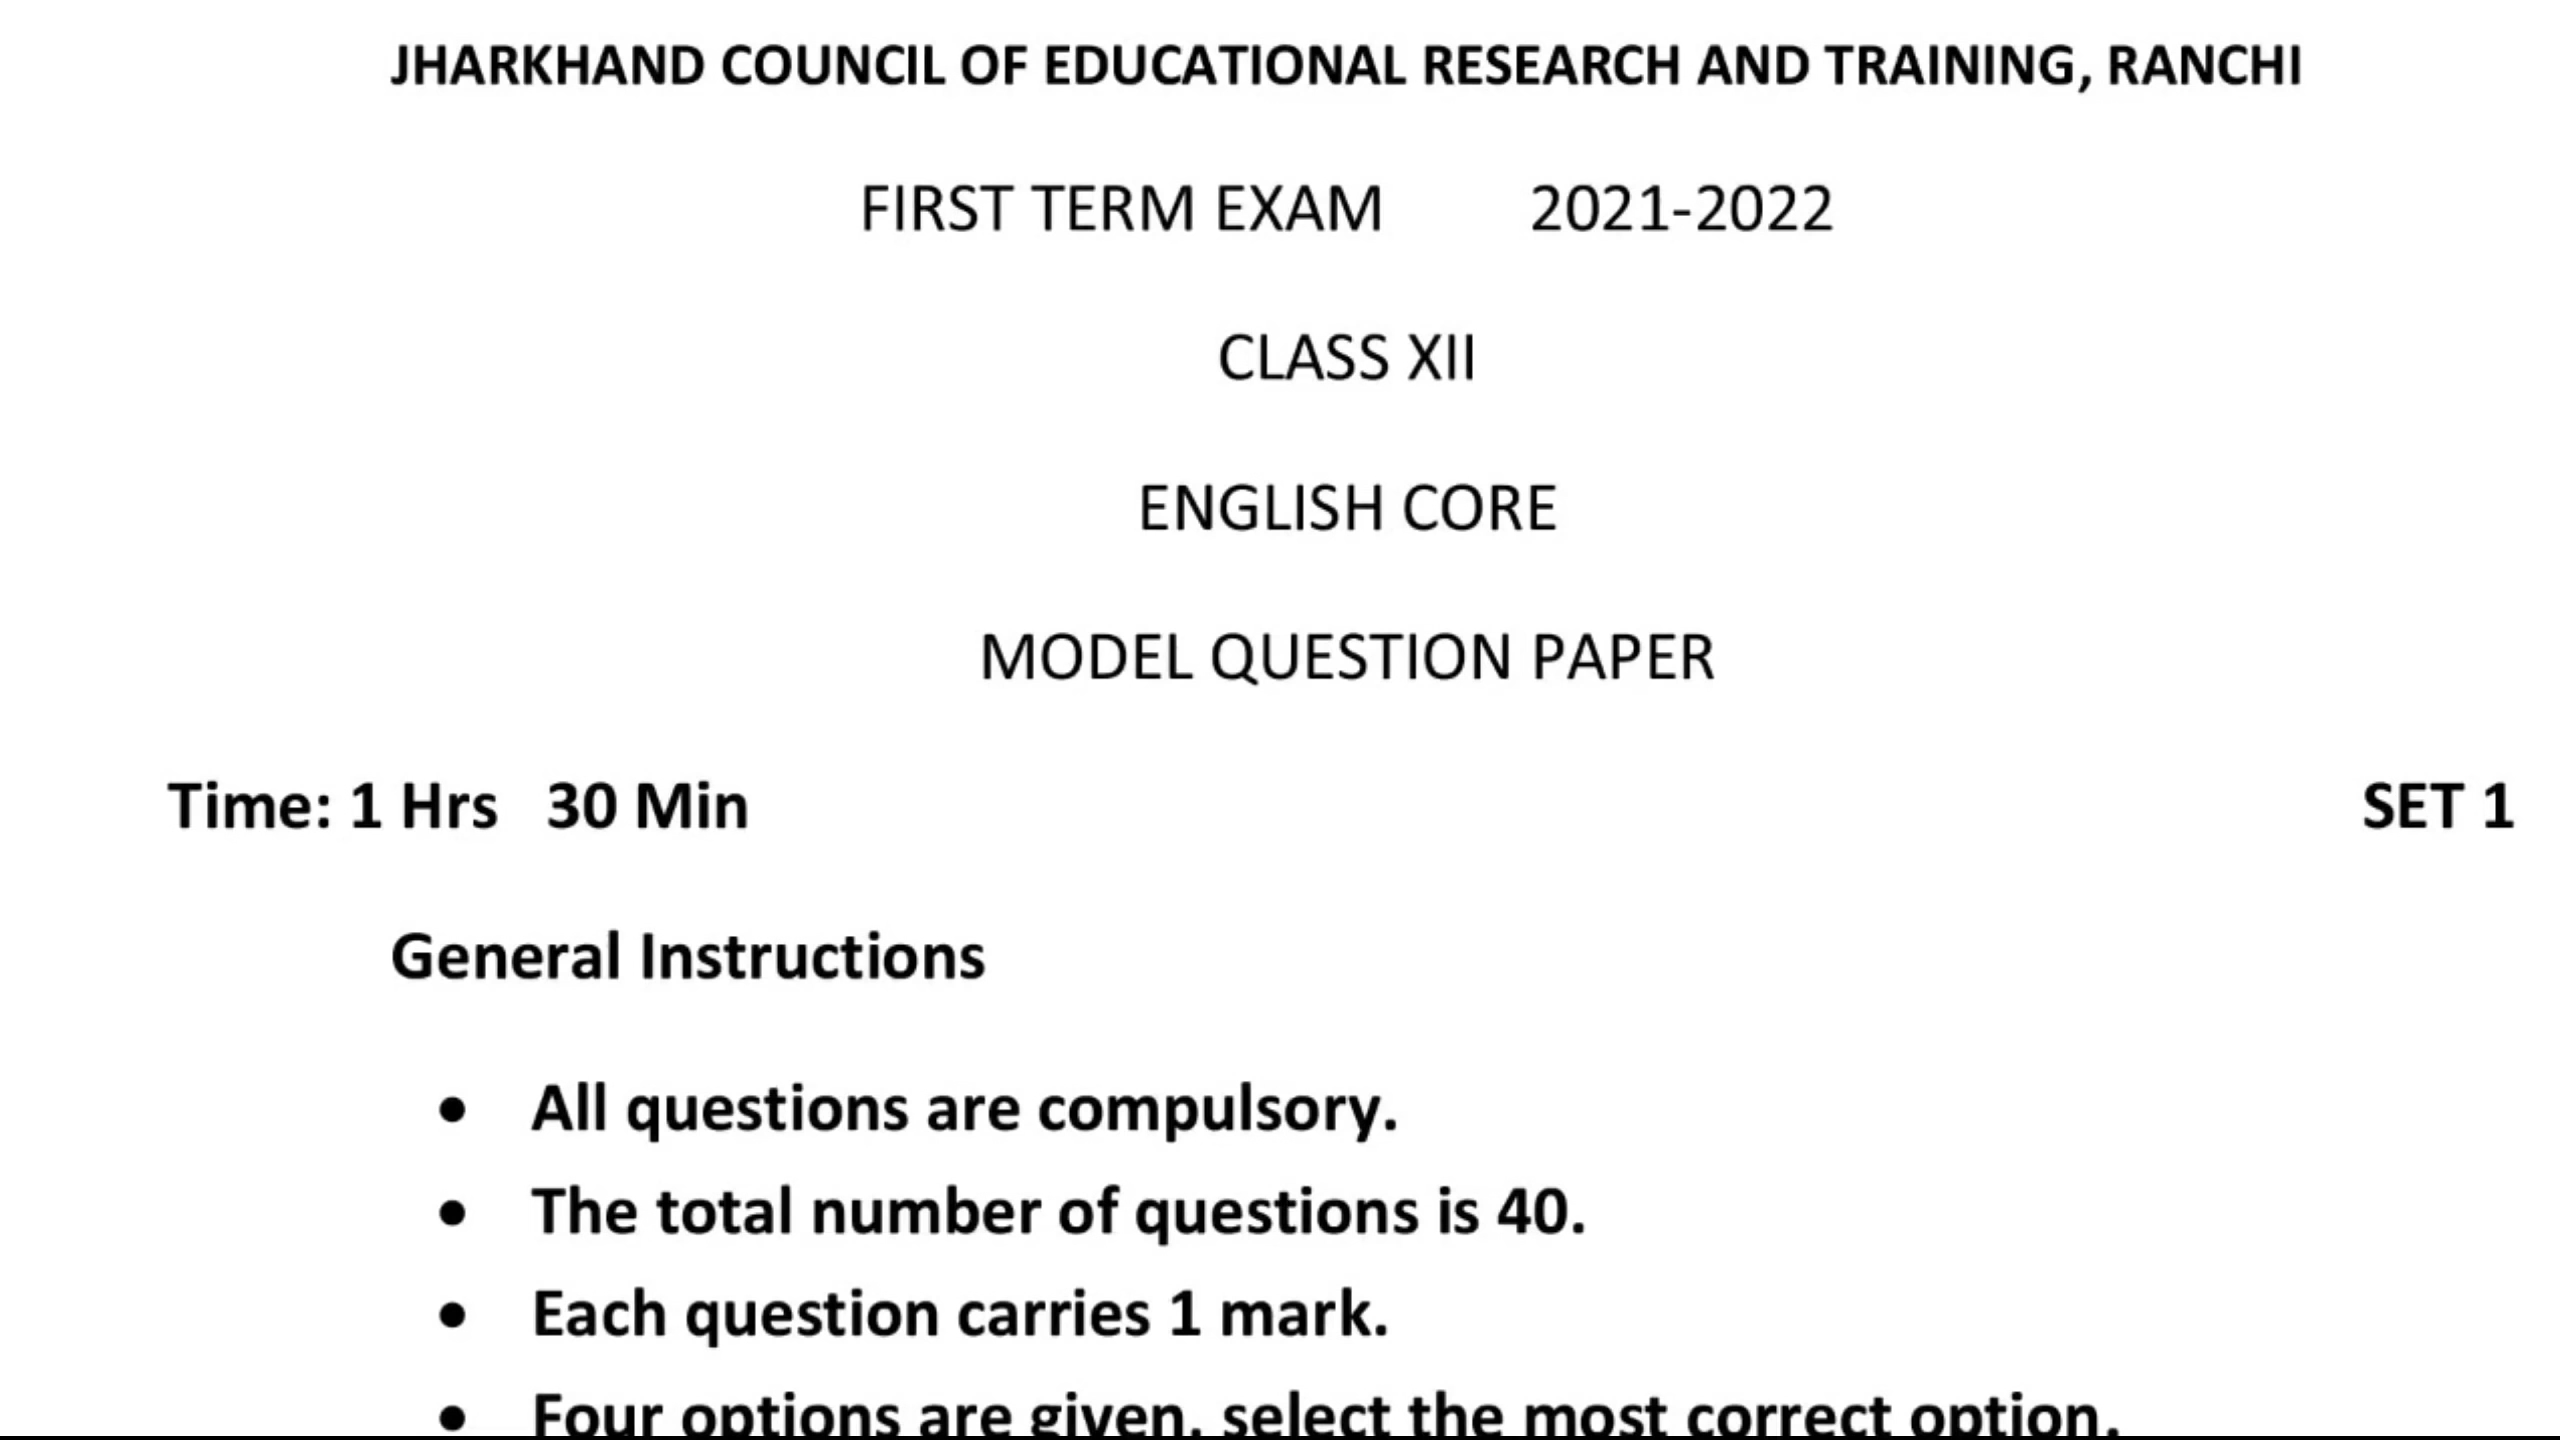 JHARKHAND COUNCIL OF EDUCATIONAL RESEARCH AND TRAINING, RANCHI
FIRST TERM EXAM 2021-2022
CLASS XII
ENGLISH CORE
MODEL QUESTION PAPER
Time: 1 Hrs 30 Min SET 1
General Instructions
• All questions are compulsory.
• The total number of questions is 40.
• Each question carries 1 mark.
• Four options are given, select the most correct option.